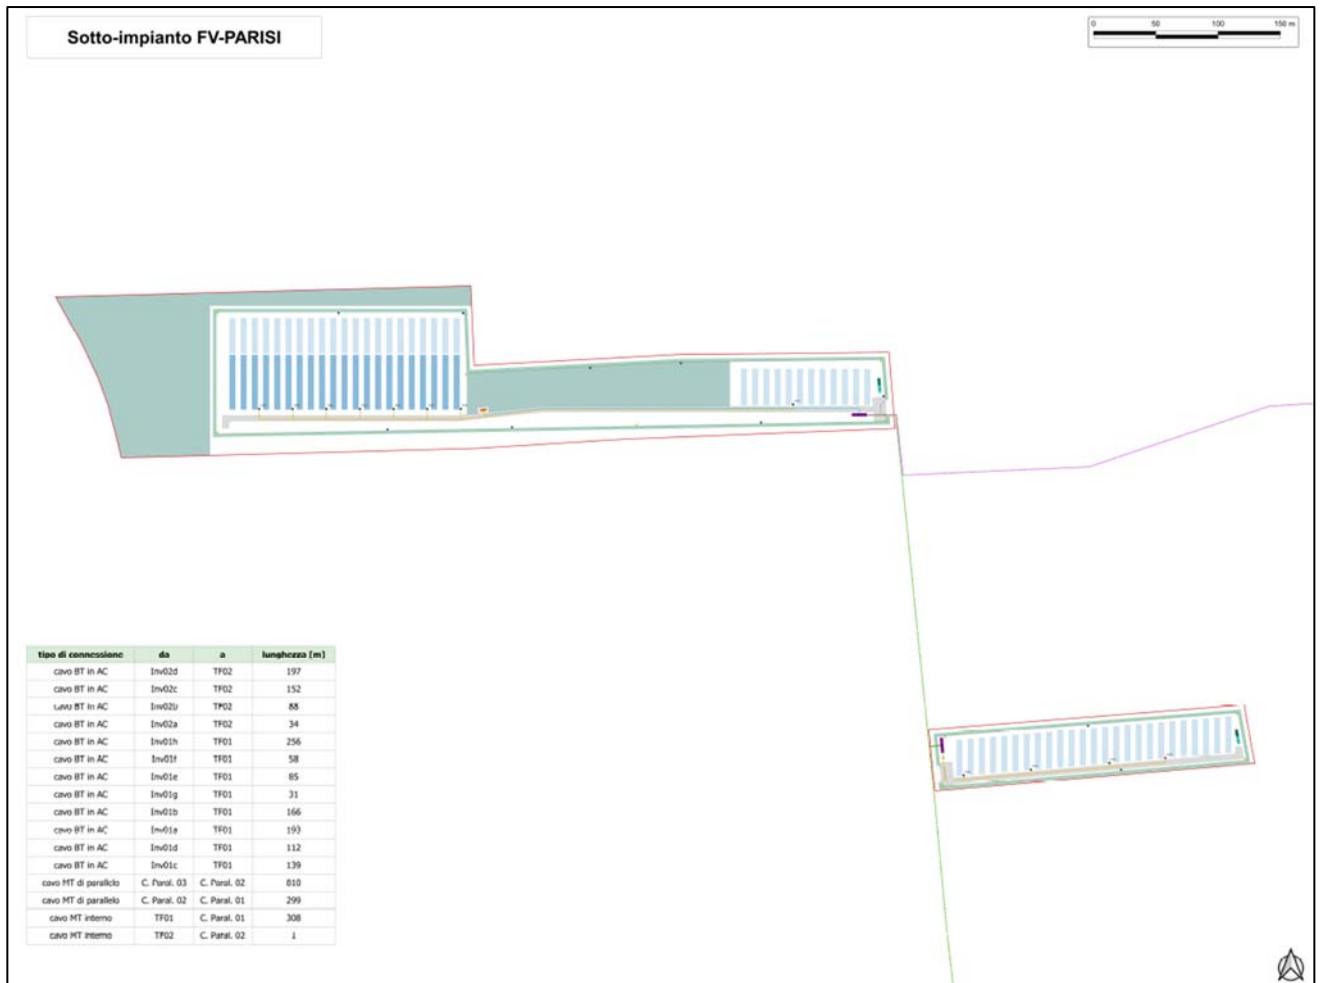 Sotto-impianto FV-PARISI
0 50 100 150 m
tipo di connessione da a lunghezza [m]
cavo BT in AC Inv02d TF02 197
cavo BT in AC Inv02c TF02 152
cavo BT in AC Inv02b TF02 88
cavo BT in AC Inv02a TF02 34
cavo BT in AC Inv01h TF01 256
cavo BT in AC Inv01f TF01 58
cavo BT in AC Inv01e TF01 85
cavo BT in AC Inv01g TF01 31
cavo BT in AC Inv01b TF01 166
cavo BT in AC Inv01a TF01 193
cavo BT in AC Inv01d TF01 112
cavo BT in AC Inv01c TF01 139
cavo MT di parallelo C. Paral. 03 C. Paral. 02 810
cavo MT di parallelo C. Paral. 02 C. Paral. 01 299
cavo MT interno TF01 C. Paral. 01 308
cavo MT interno TF02 C. Paral. 02 1